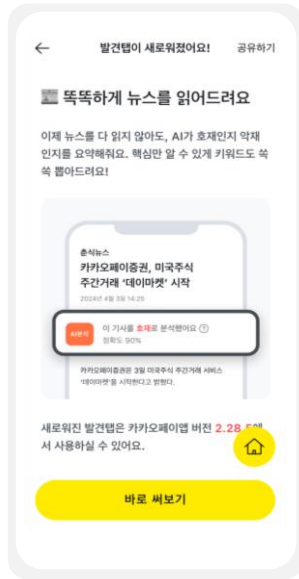 발견탭이 새로워졌어요! 공유하기
똑똑하게 뉴스를 읽어드려요
이제 뉴스를 다 읽지 않아도, AI가 호재인지 악재
인지를 요약해줘요. 핵심만 알 수 있게 키워드도 쏙
쏙 뽑아드려요!
춘식뉴스
카카오페이증권, 미국주식
주간거래 ‘데이마켓’ 시작
2024년 4월 3일 14:25
AI분석 이 기사를 호재로 분석했어요 ?
정확도 90%
카카오페이증권은 3일 미국주식 주간거래 서비스
‘데이마켓’을 시작한다고 밝혔다.
새로워진 발견탭은 카카오페이앱 버전 2.28.
서 사용하실 수 있어요.
바로 써보기